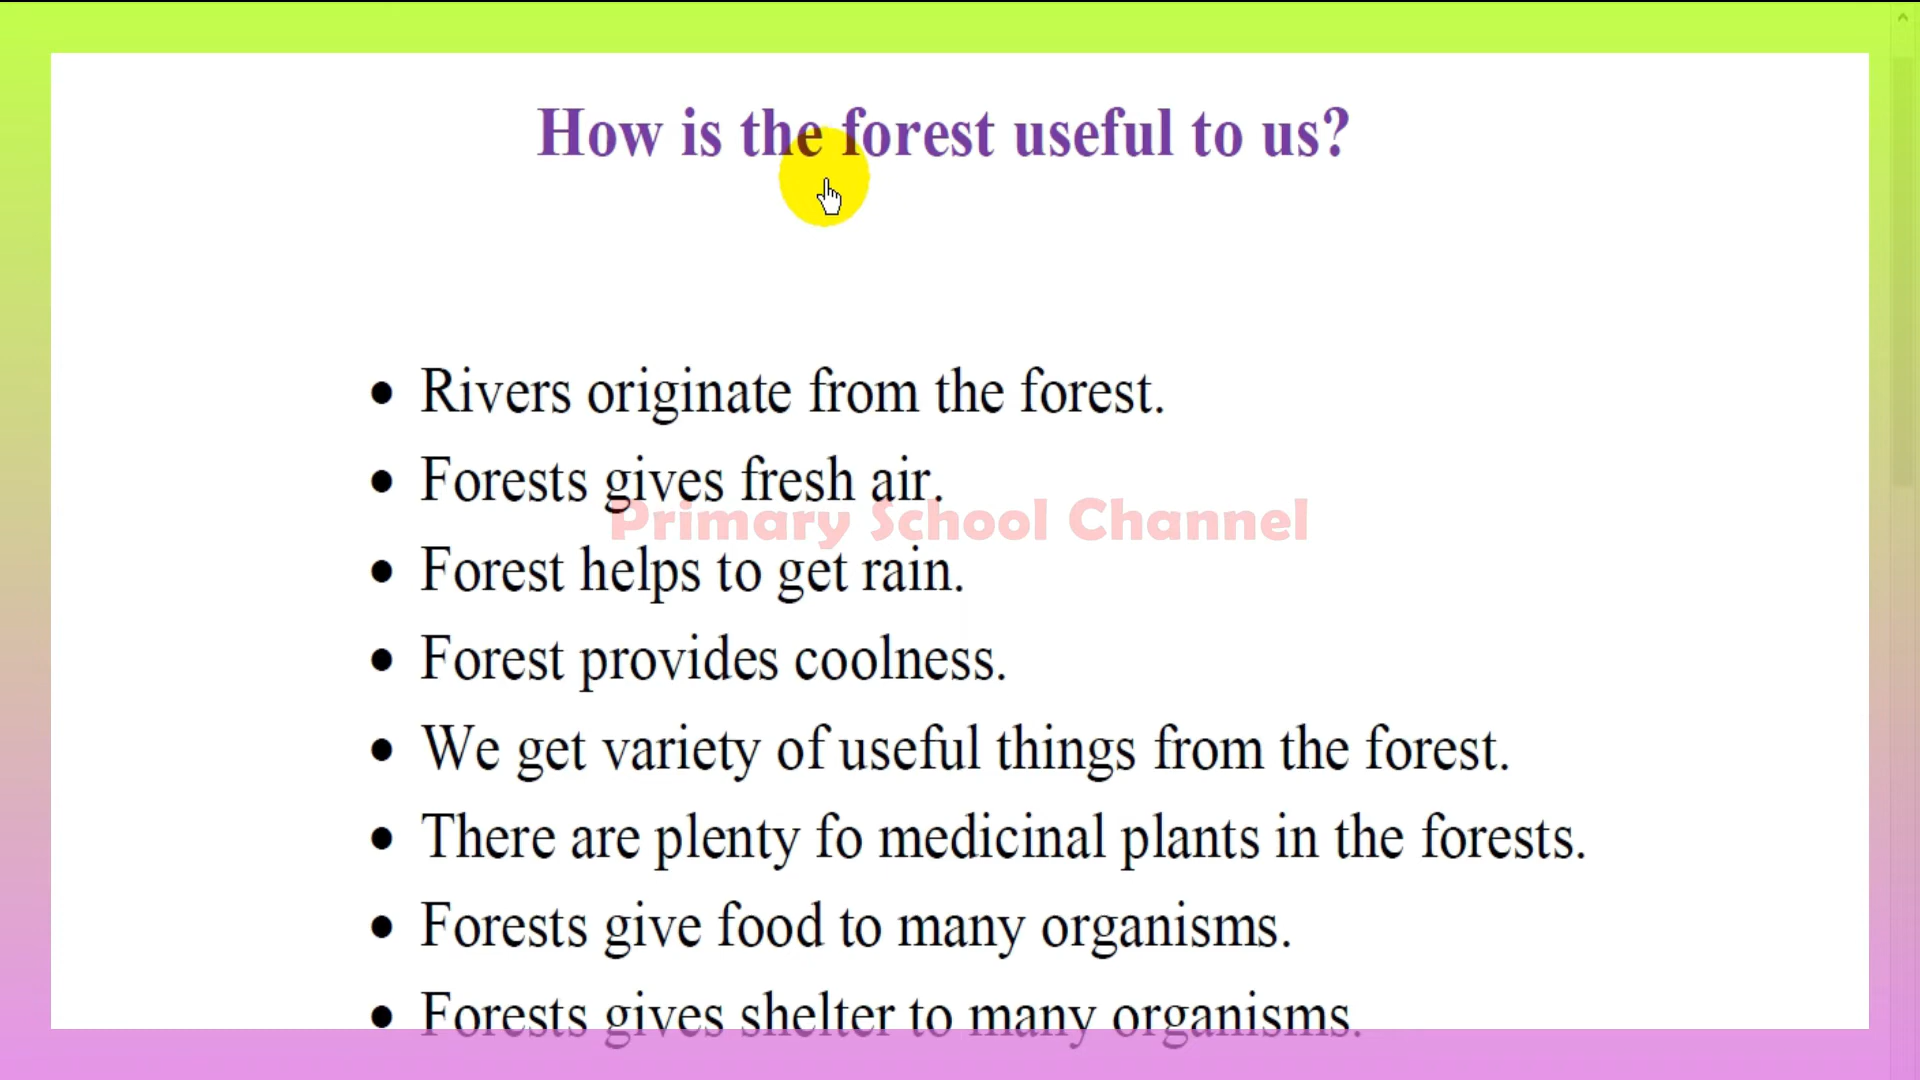 How is the forest useful to us?
• Rivers originate from the forest.
• Forests gives fresh air.
Primary School Channel
• Forest helps to get rain.
• Forest provides coolness.
• We get variety of useful things from the forest.
• There are plenty fo medicinal plants in the forests.
• Forests give food to many organisms.
• Forests gives shelter to many organisms.